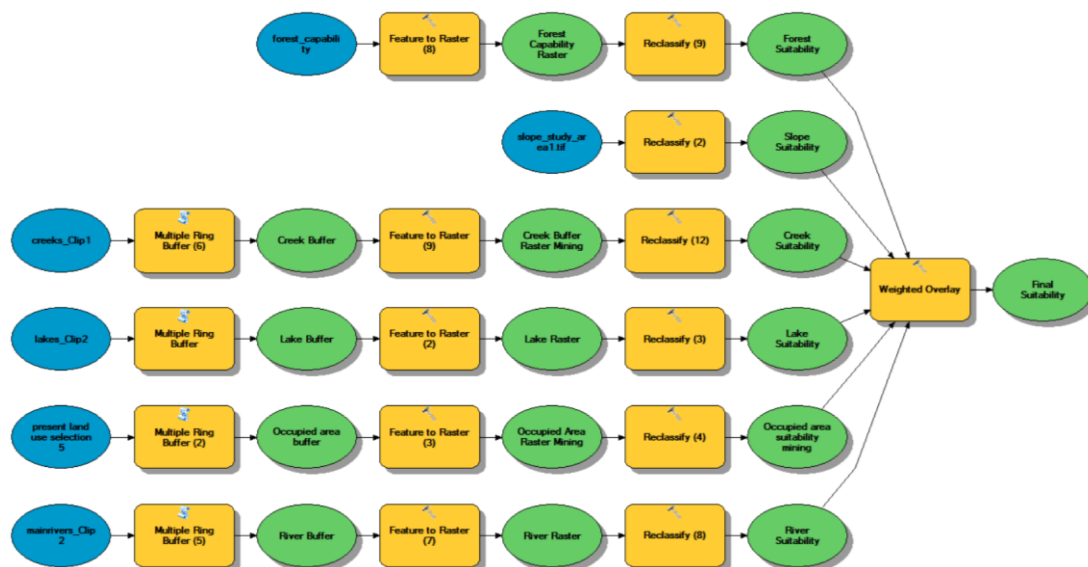 forest_capabili
ty
Feature to Raster
(8)
Forest
Capability
Raster
Reclassify (9)
Forest
Suitability
slope_study_ar
ea1.tif
Reclassify (2)
Slope
Suitability
creeks_Clip1
Multiple Ring
Buffer (6)
Creek Buffer
Feature to Raster
(9)
Creek Buffer
Raster Mining
Reclassify (12)
Creek
Suitability
Weighted Overlay
Final
Suitability
lakes_Clip2
Multiple Ring
Buffer
Lake Buffer
Feature to Raster
(2)
Lake Raster
Reclassify (3)
Lake
Suitability
present land
use selection
5
Multiple Ring
Buffer (2)
Occupied area
buffer
Feature to Raster
(3)
Occupied Area
Raster Mining
Reclassify (4)
Occupied area
suitability
mining
mainrivers_Clip
2
Multiple Ring
Buffer (5)
River Buffer
Feature to Raster
(7)
River Raster
Reclassify (8)
River
Suitability